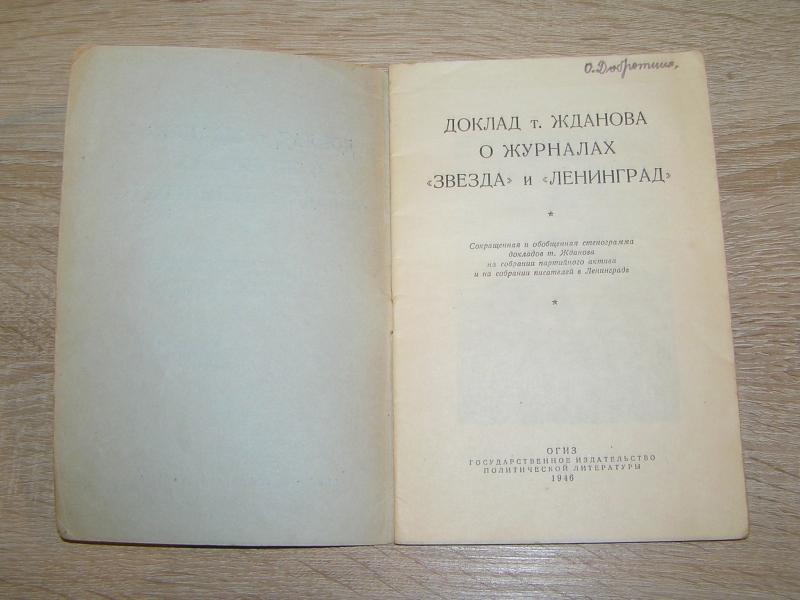 О. Добротина.
ДОКЛАД т. ЖДАНОВА
О ЖУРНАЛАХ
«ЗВЕЗДА» и «ЛЕНИНГРАД»
*
Сокращенная и обобщенная стенограмма
докладов т. Жданова
на собрании партийного актива
и на собрании писателей в Ленинграде
*
ОГИЗ
ГОСУДАРСТВЕННОЕ ИЗДАТЕЛЬСТВО
ПОЛИТИЧЕСКОЙ ЛИТЕРАТУРЫ
1946